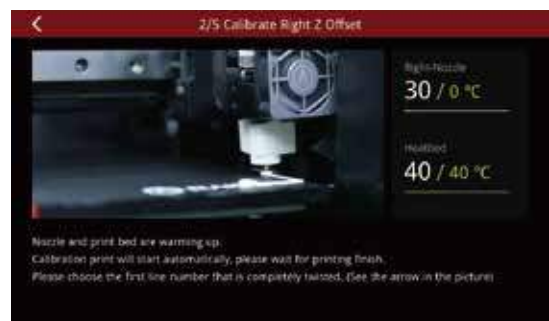 2/5 Calibrate Right Z Offset
Right-Nozzle
30 / 0 °C
Heatbed
40 / 40 °C
Nozzle and print bed are warming up.
Calibration print will start automatically, please wait for printing finish.
Please choose the first line number that is completely twisted. (See the arrow in the picture)